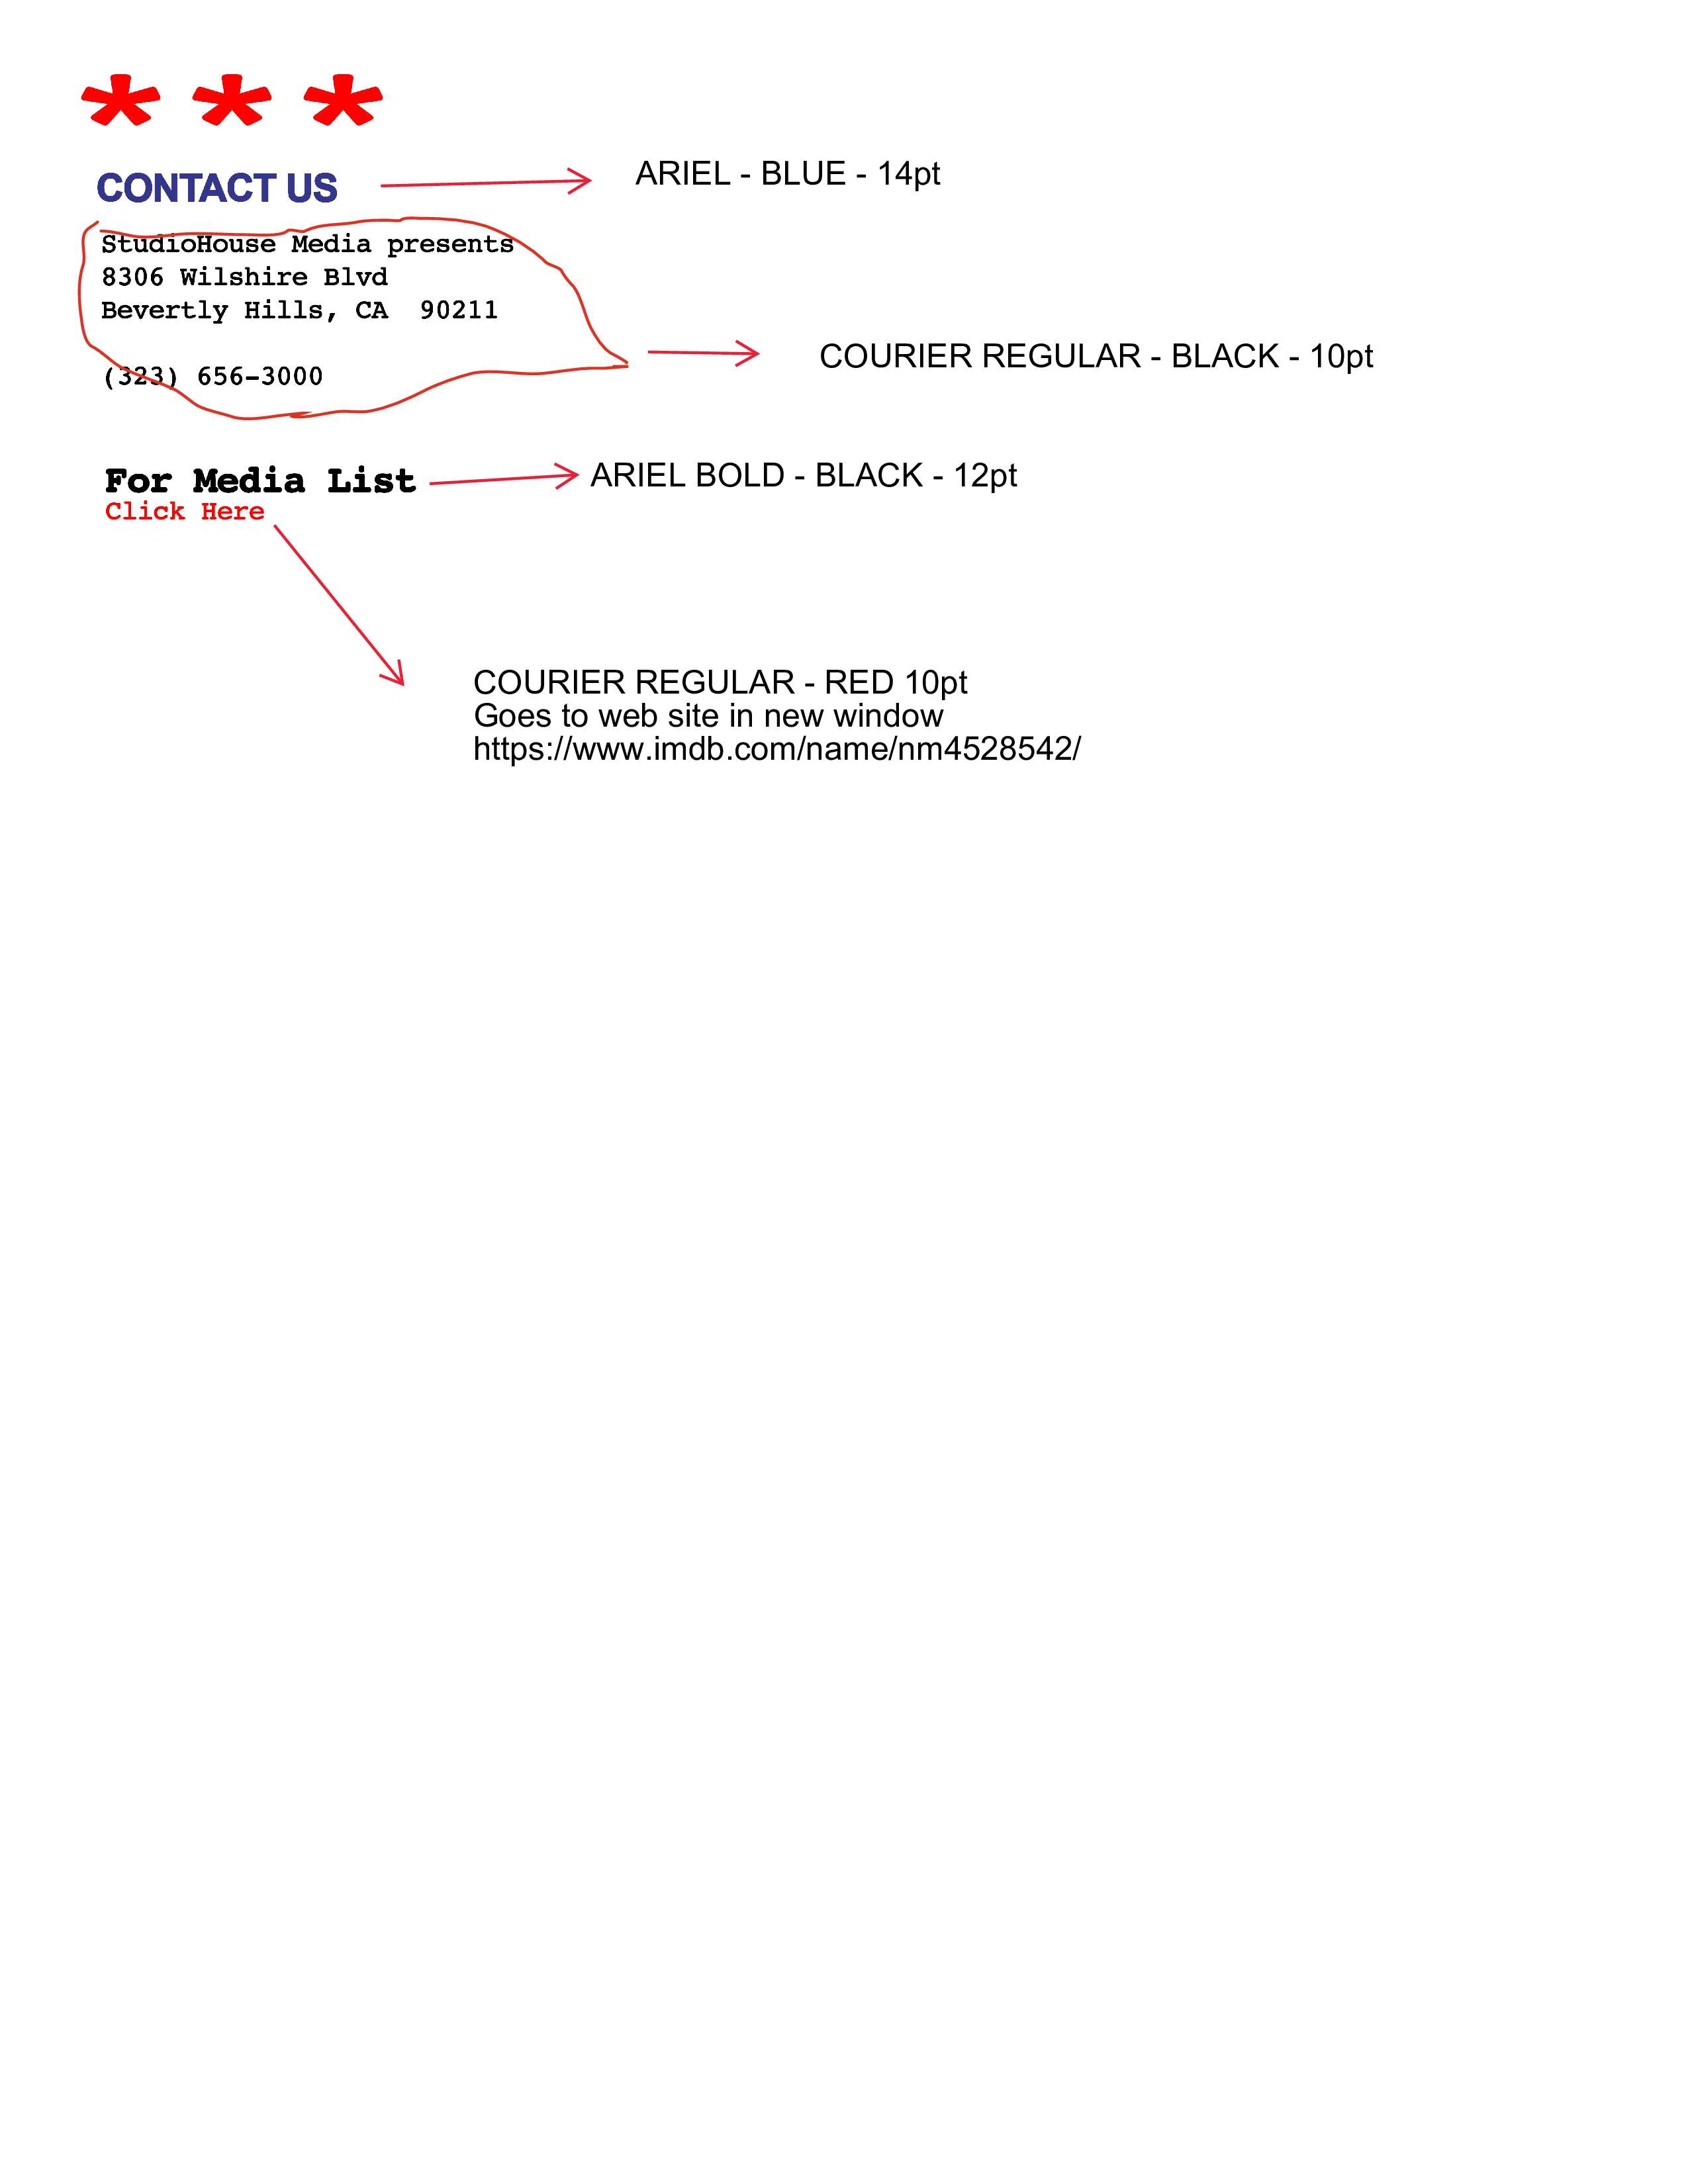 * * *
CONTACT US
ARIEL - BLUE - 14pt
StudioHouse Media presents
8306 Wilshire Blvd
Bevertly Hills, CA  90211
(323) 656-3000
COURIER REGULAR - BLACK - 10pt
For Media List
ARIEL BOLD - BLACK - 12pt
Click Here
COURIER REGULAR - RED 10pt
Goes to web site in new window
https://www.imdb.com/name/nm4528542/